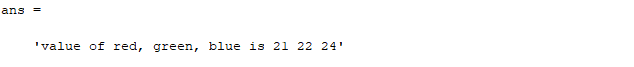 ans =
'value of red, green, blue is 21 22 24'